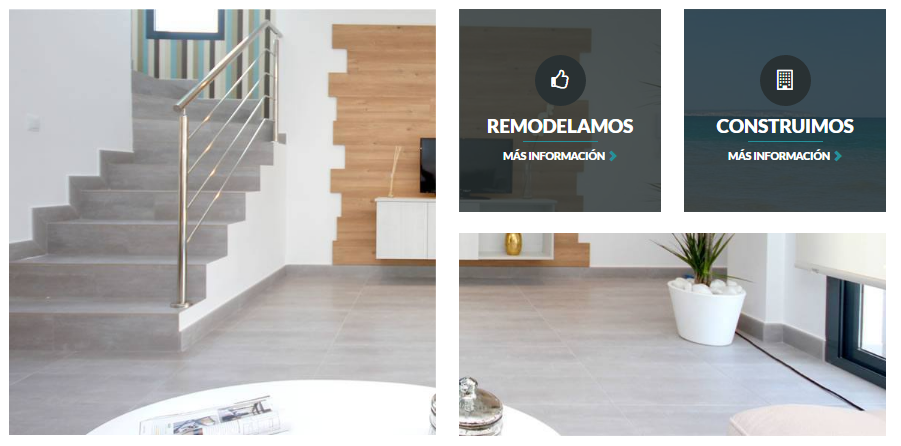 REMODELAMOS
MÁS INFORMACIÓN
CONSTRUIMOS
MÁS INFORMACIÓN